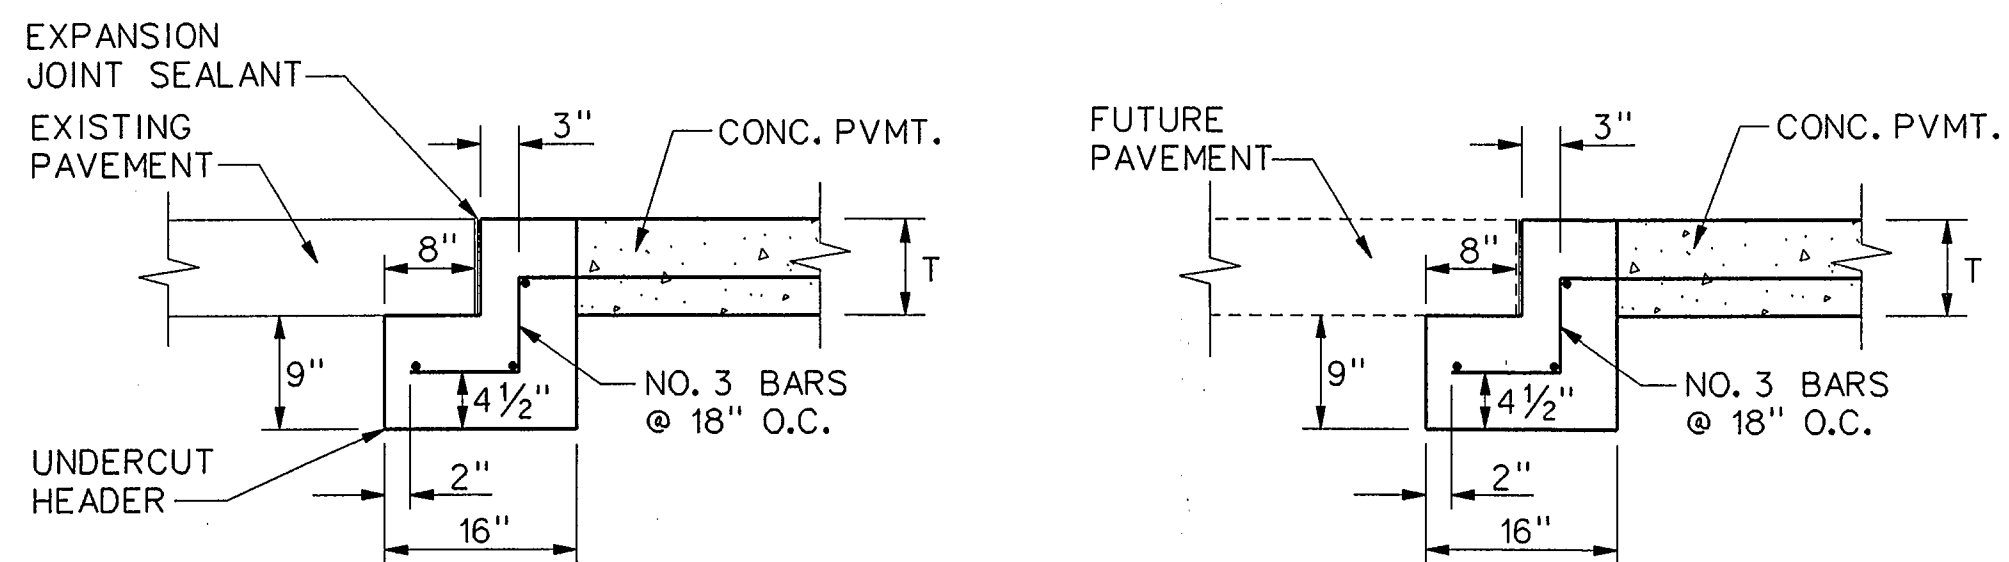 EXPANSION
JOINT SEALANT
EXISTING
PAVEMENT
3"
CONC. PVMT.
8"
T
9"
4 1/2"
NO. 3 BARS
@ 18" O.C.
UNDERCUT
HEADER
2"
16"
FUTURE
PAVEMENT
3"
CONC. PVMT.
8"
T
9"
4 1/2"
NO. 3 BARS
@ 18" O.C.
2"
16"